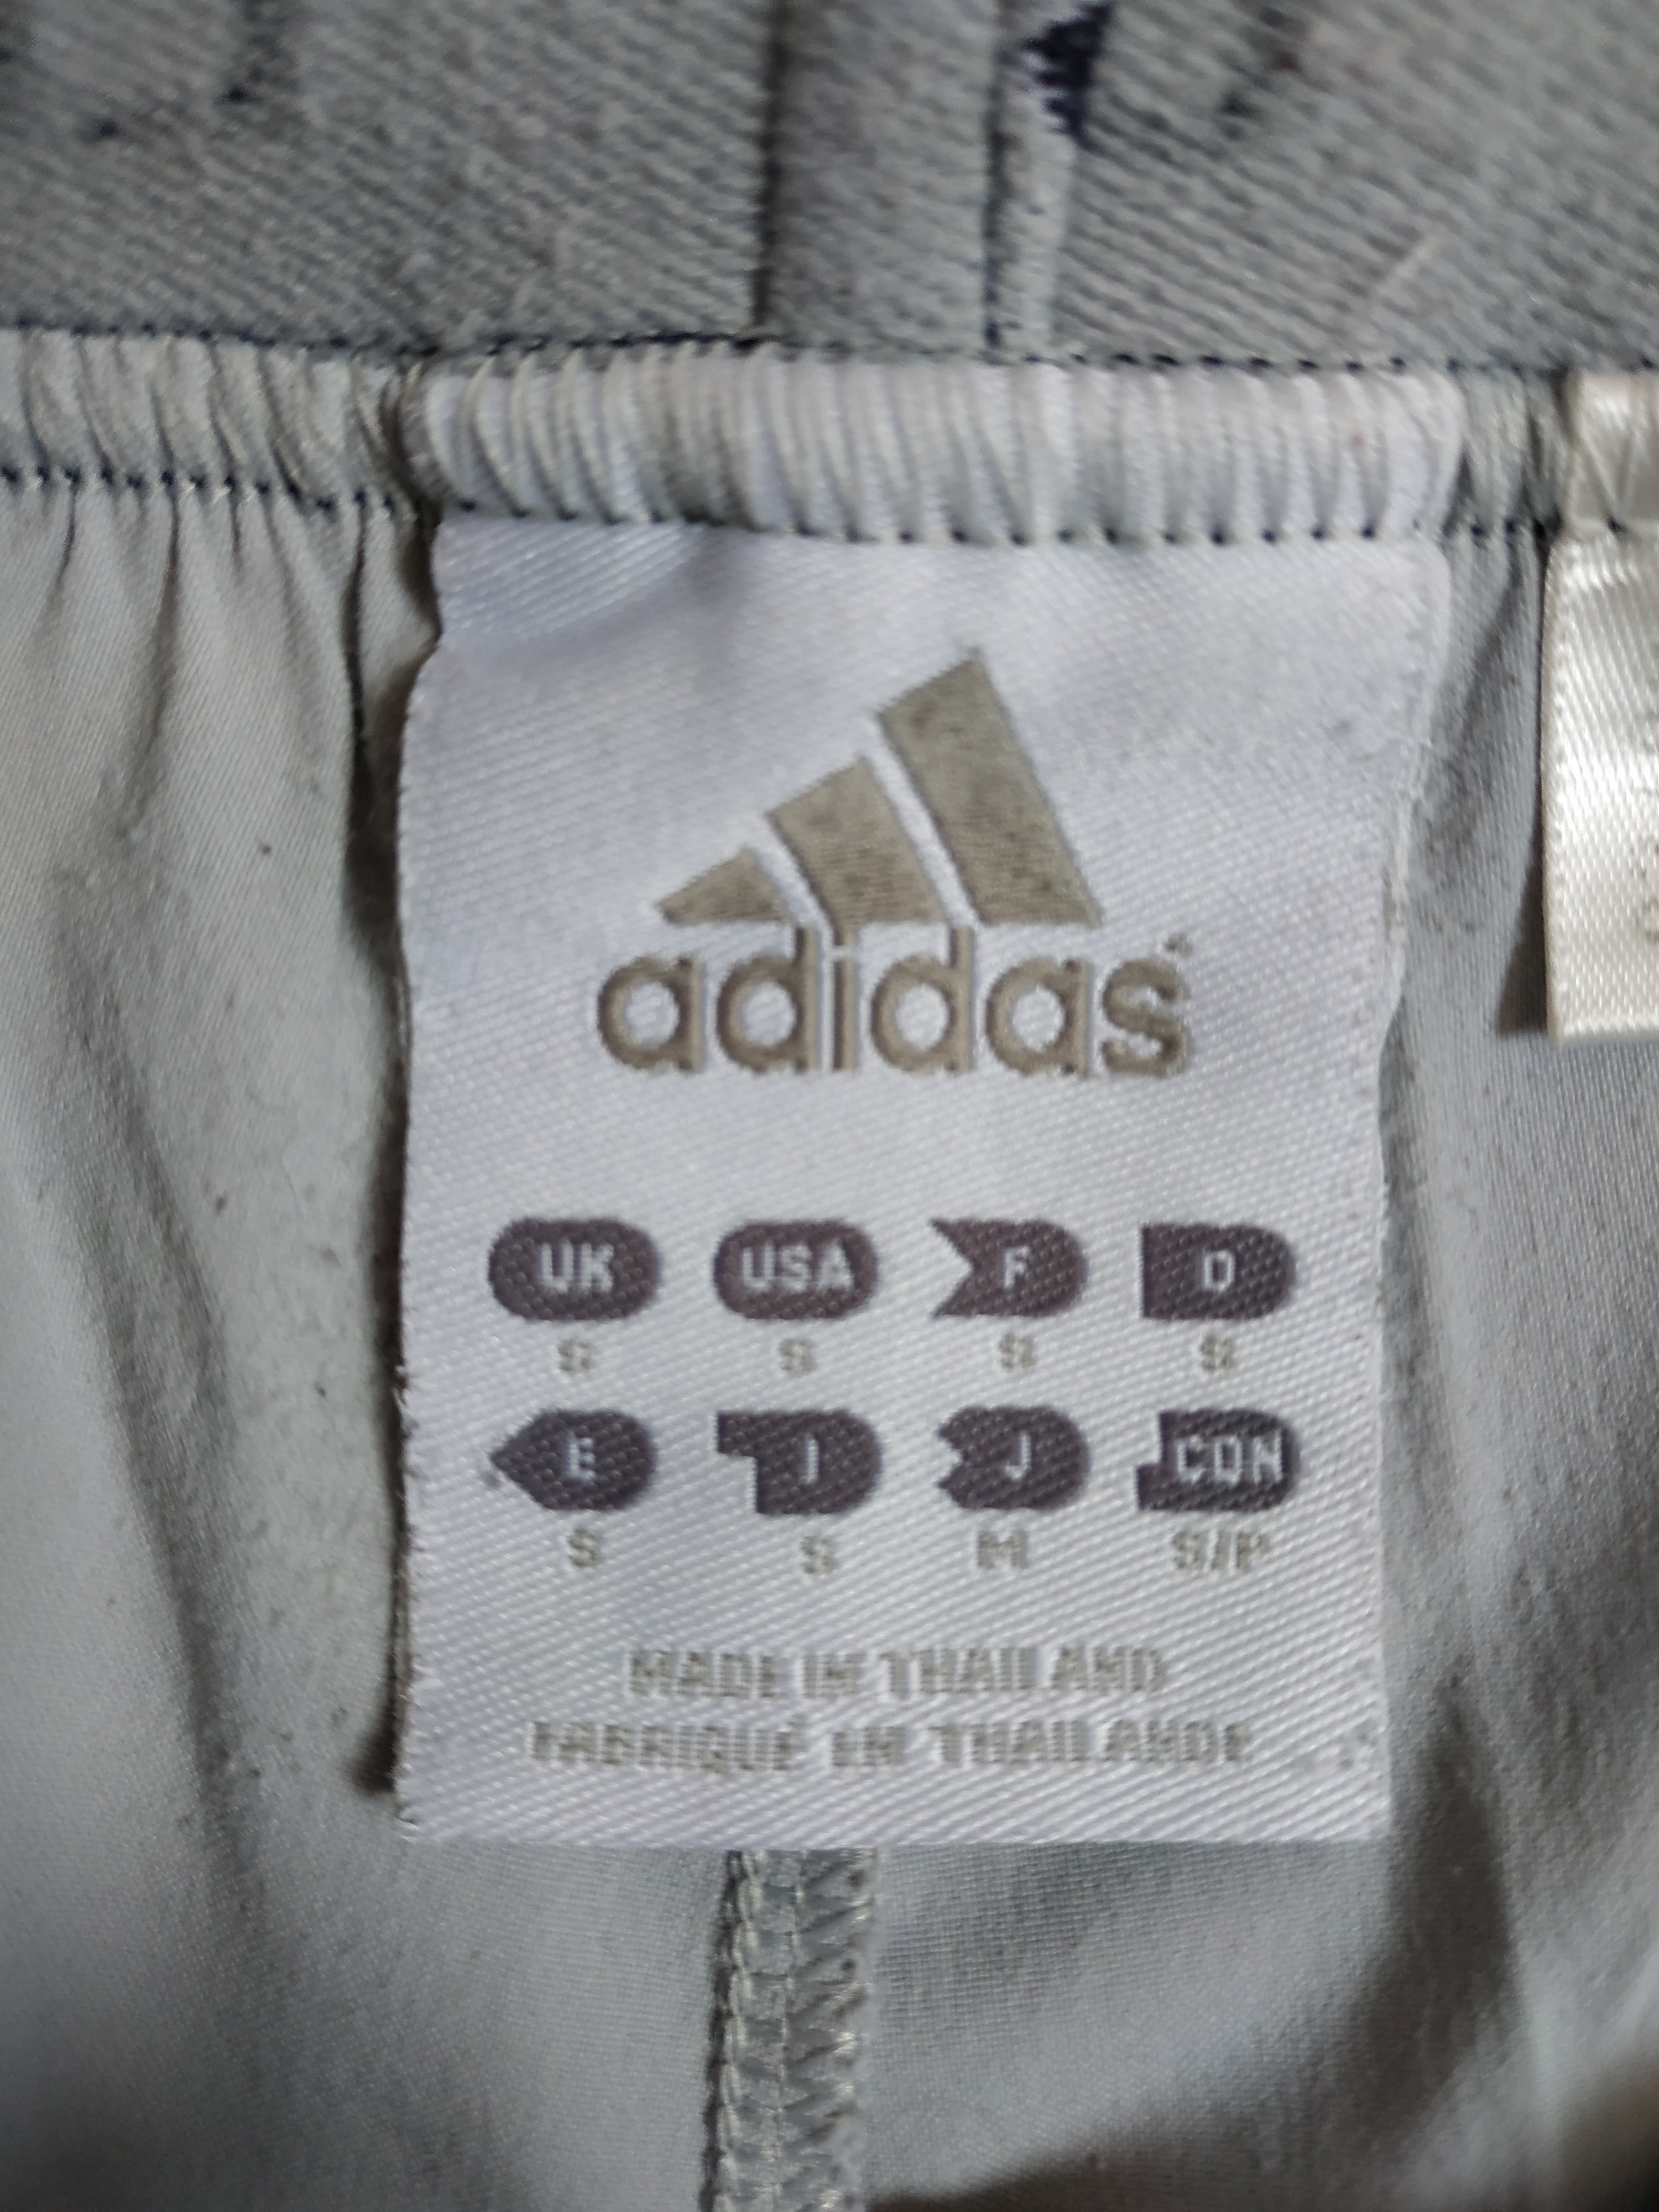 adidas
UK USA F D
S S S S
E I J CDN
S S M S/P
MADE IN THAILAND
FABRIQUÉ EN THAILANDE